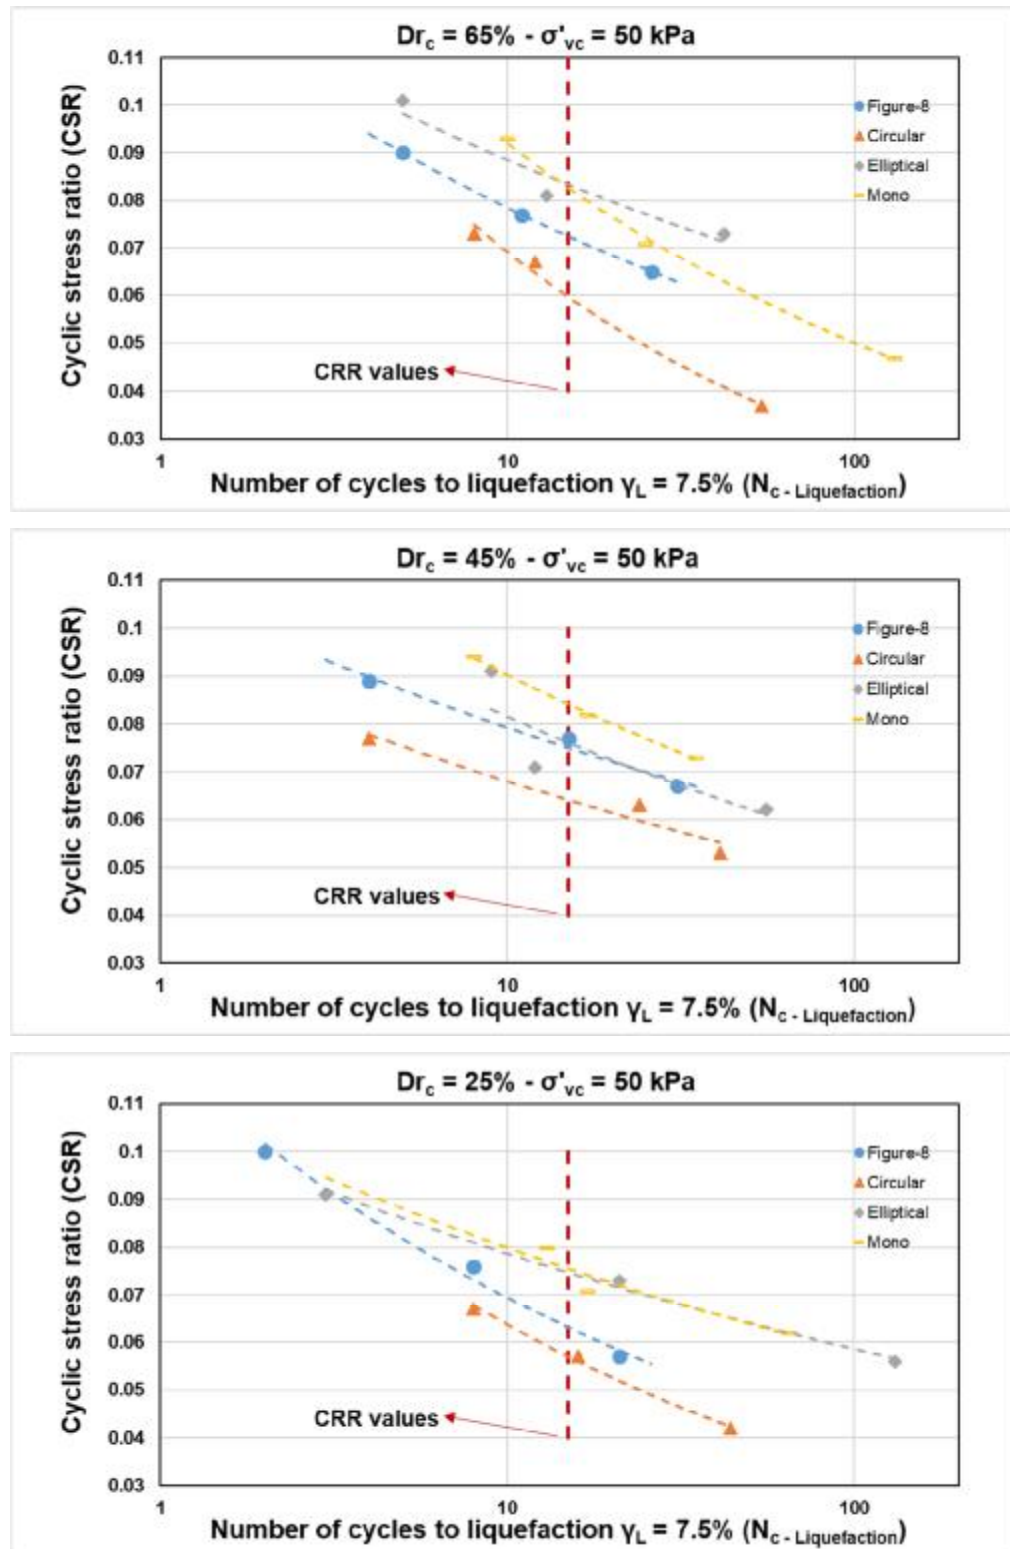 Drc = 65% - σ'vc = 50 kPa
Cyclic stress ratio (CSR)
0.11
0.1
0.09
0.08
0.07
0.06
0.05
0.04
0.03
Figure-8
Circular
Elliptical
Mono
CRR values
1
10
100
Number of cycles to liquefaction γL = 7.5% (Nc - Liquefaction)
Drc = 45% - σ'vc = 50 kPa
Cyclic stress ratio (CSR)
0.11
0.1
0.09
0.08
0.07
0.06
0.05
0.04
0.03
Figure-8
Circular
Elliptical
Mono
CRR values
1
10
100
Number of cycles to liquefaction γL = 7.5% (Nc - Liquefaction)
Drc = 25% - σ'vc = 50 kPa
Cyclic stress ratio (CSR)
0.11
0.1
0.09
0.08
0.07
0.06
0.05
0.04
0.03
Figure-8
Circular
Elliptical
Mono
CRR values
1
10
100
Number of cycles to liquefaction γL = 7.5% (Nc - Liquefaction)